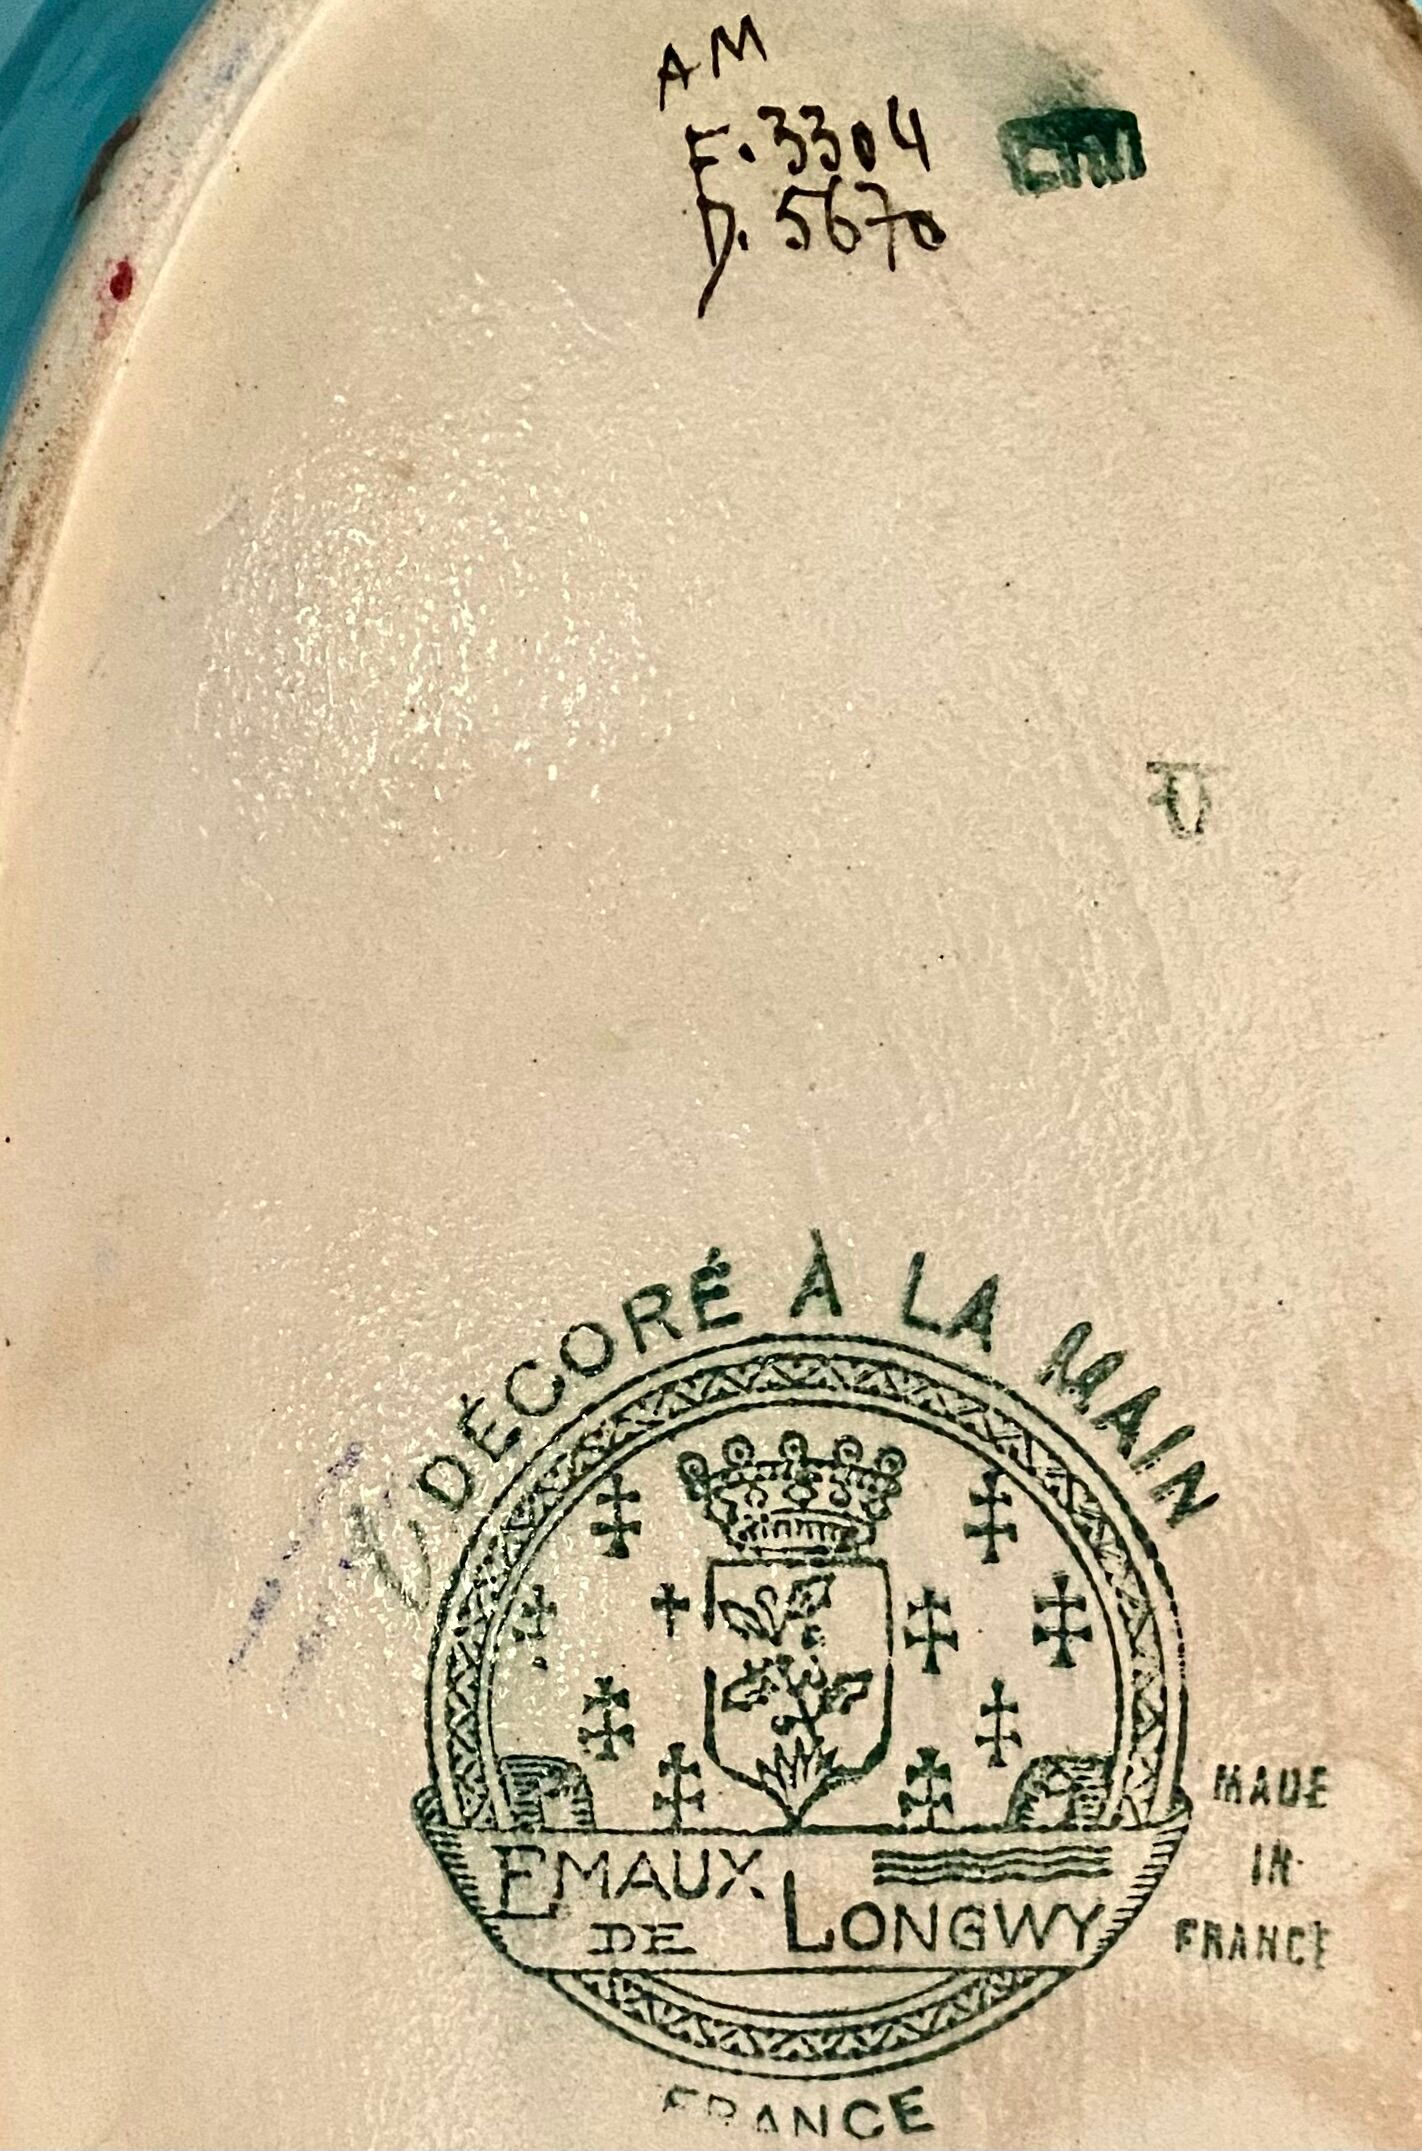 AM
F. 3304
D. 5670
DÉCORÉ À LA MAIN
EMAUX
DE LONGWY
MADE
IN
FRANCE
FRANCE